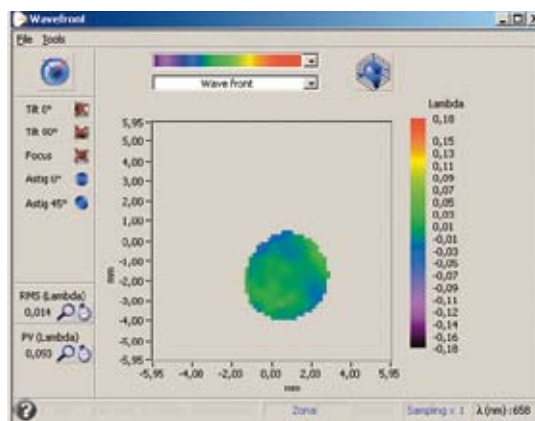 Wavefront
File Tools
Wave front
Tilt 0°
Tilt 90°
Focus
Astig 0°
Astig 45°
RMS (Lambda)
0,014
PV (Lambda)
0,093
5,95
5,00
4,00
3,00
2,00
1,00
0,00
-1,00
-2,00
-3,00
-4,00
-5,00
-5,95
mm
-5,95 -4,00 -2,00 0,00 2,00 4,00 5,95
mm
Lambda
0,18
0,15
0,13
0,11
0,09
0,07
0,05
0,03
0,01
-0,01
-0,03
-0,05
-0,07
-0,09
-0,11
-0,12
-0,14
-0,16
-0,18
Zonal
Sampling x 1
λ (nm) :658